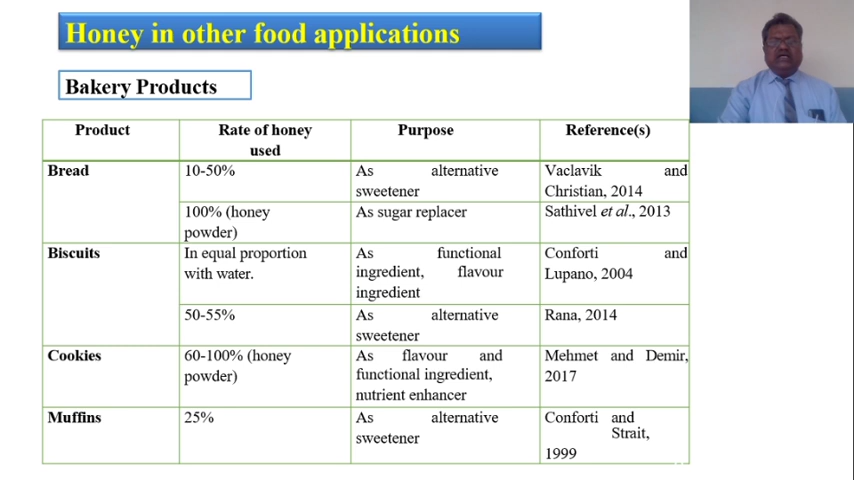 Honey in other food applications
Bakery Products
Product
Rate of honey
used
Purpose
Reference(s)
Bread
10-50%
As alternative
sweetener
Vaclavik and
Christian, 2014
100% (honey
powder)
As sugar replacer
Sathivel et al., 2013
Biscuits
In equal proportion
with water.
As functional
ingredient, flavour
ingredient
Conforti and
Lupano, 2004
50-55%
As alternative
sweetener
Rana, 2014
Cookies
60-100% (honey
powder)
As flavour and
functional ingredient,
nutrient enhancer
Mehmet and Demir,
2017
Muffins
25%
As alternative
sweetener
Conforti and
Strait,
1999